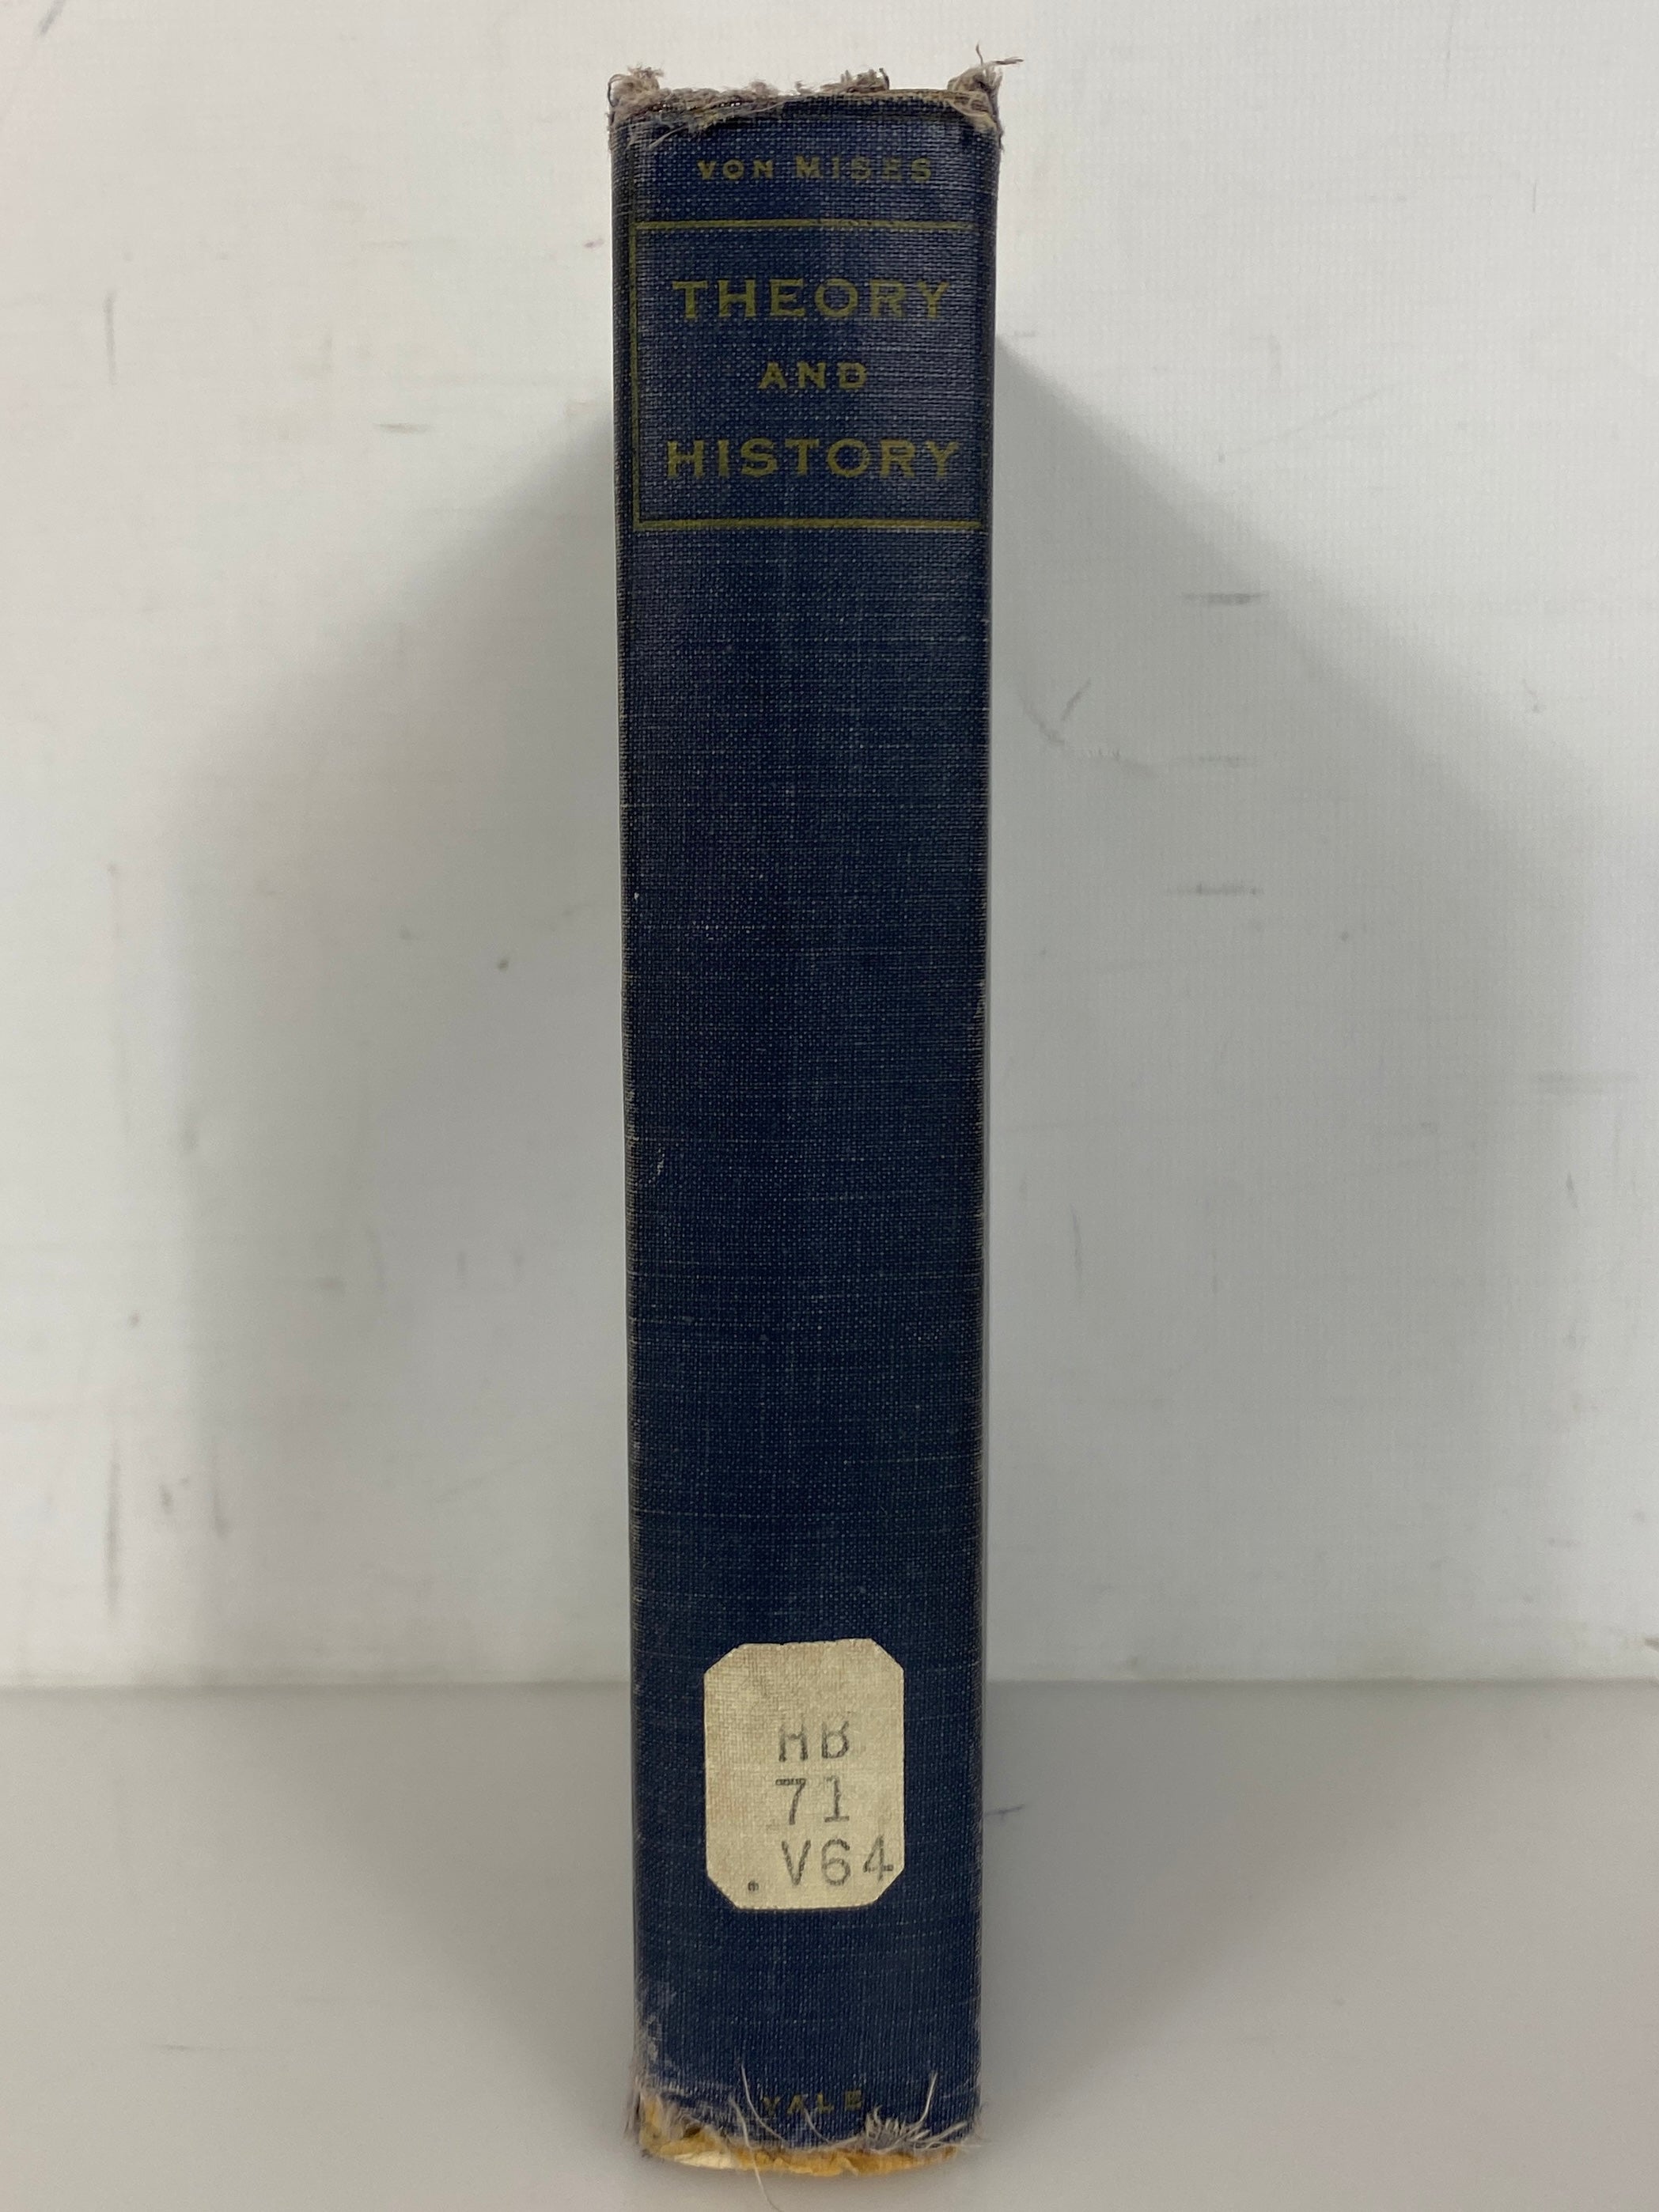 VON MISES
THEORY
AND
HISTORY
HB
71
.V64
YALE